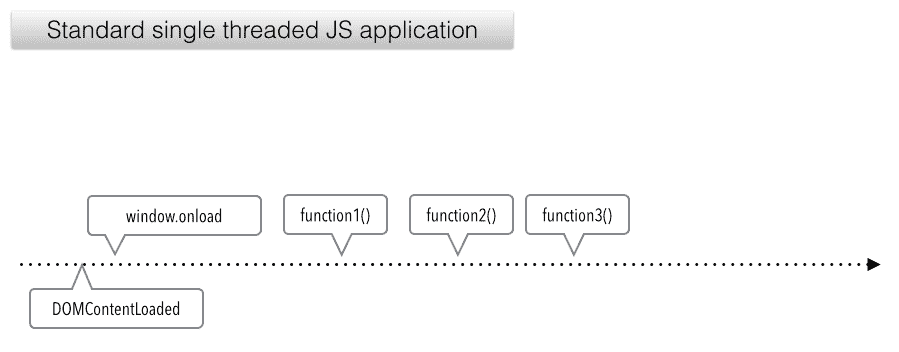 Standard single threaded JS application
window.onload
function1()
function2()
function3()
DOMContentLoaded